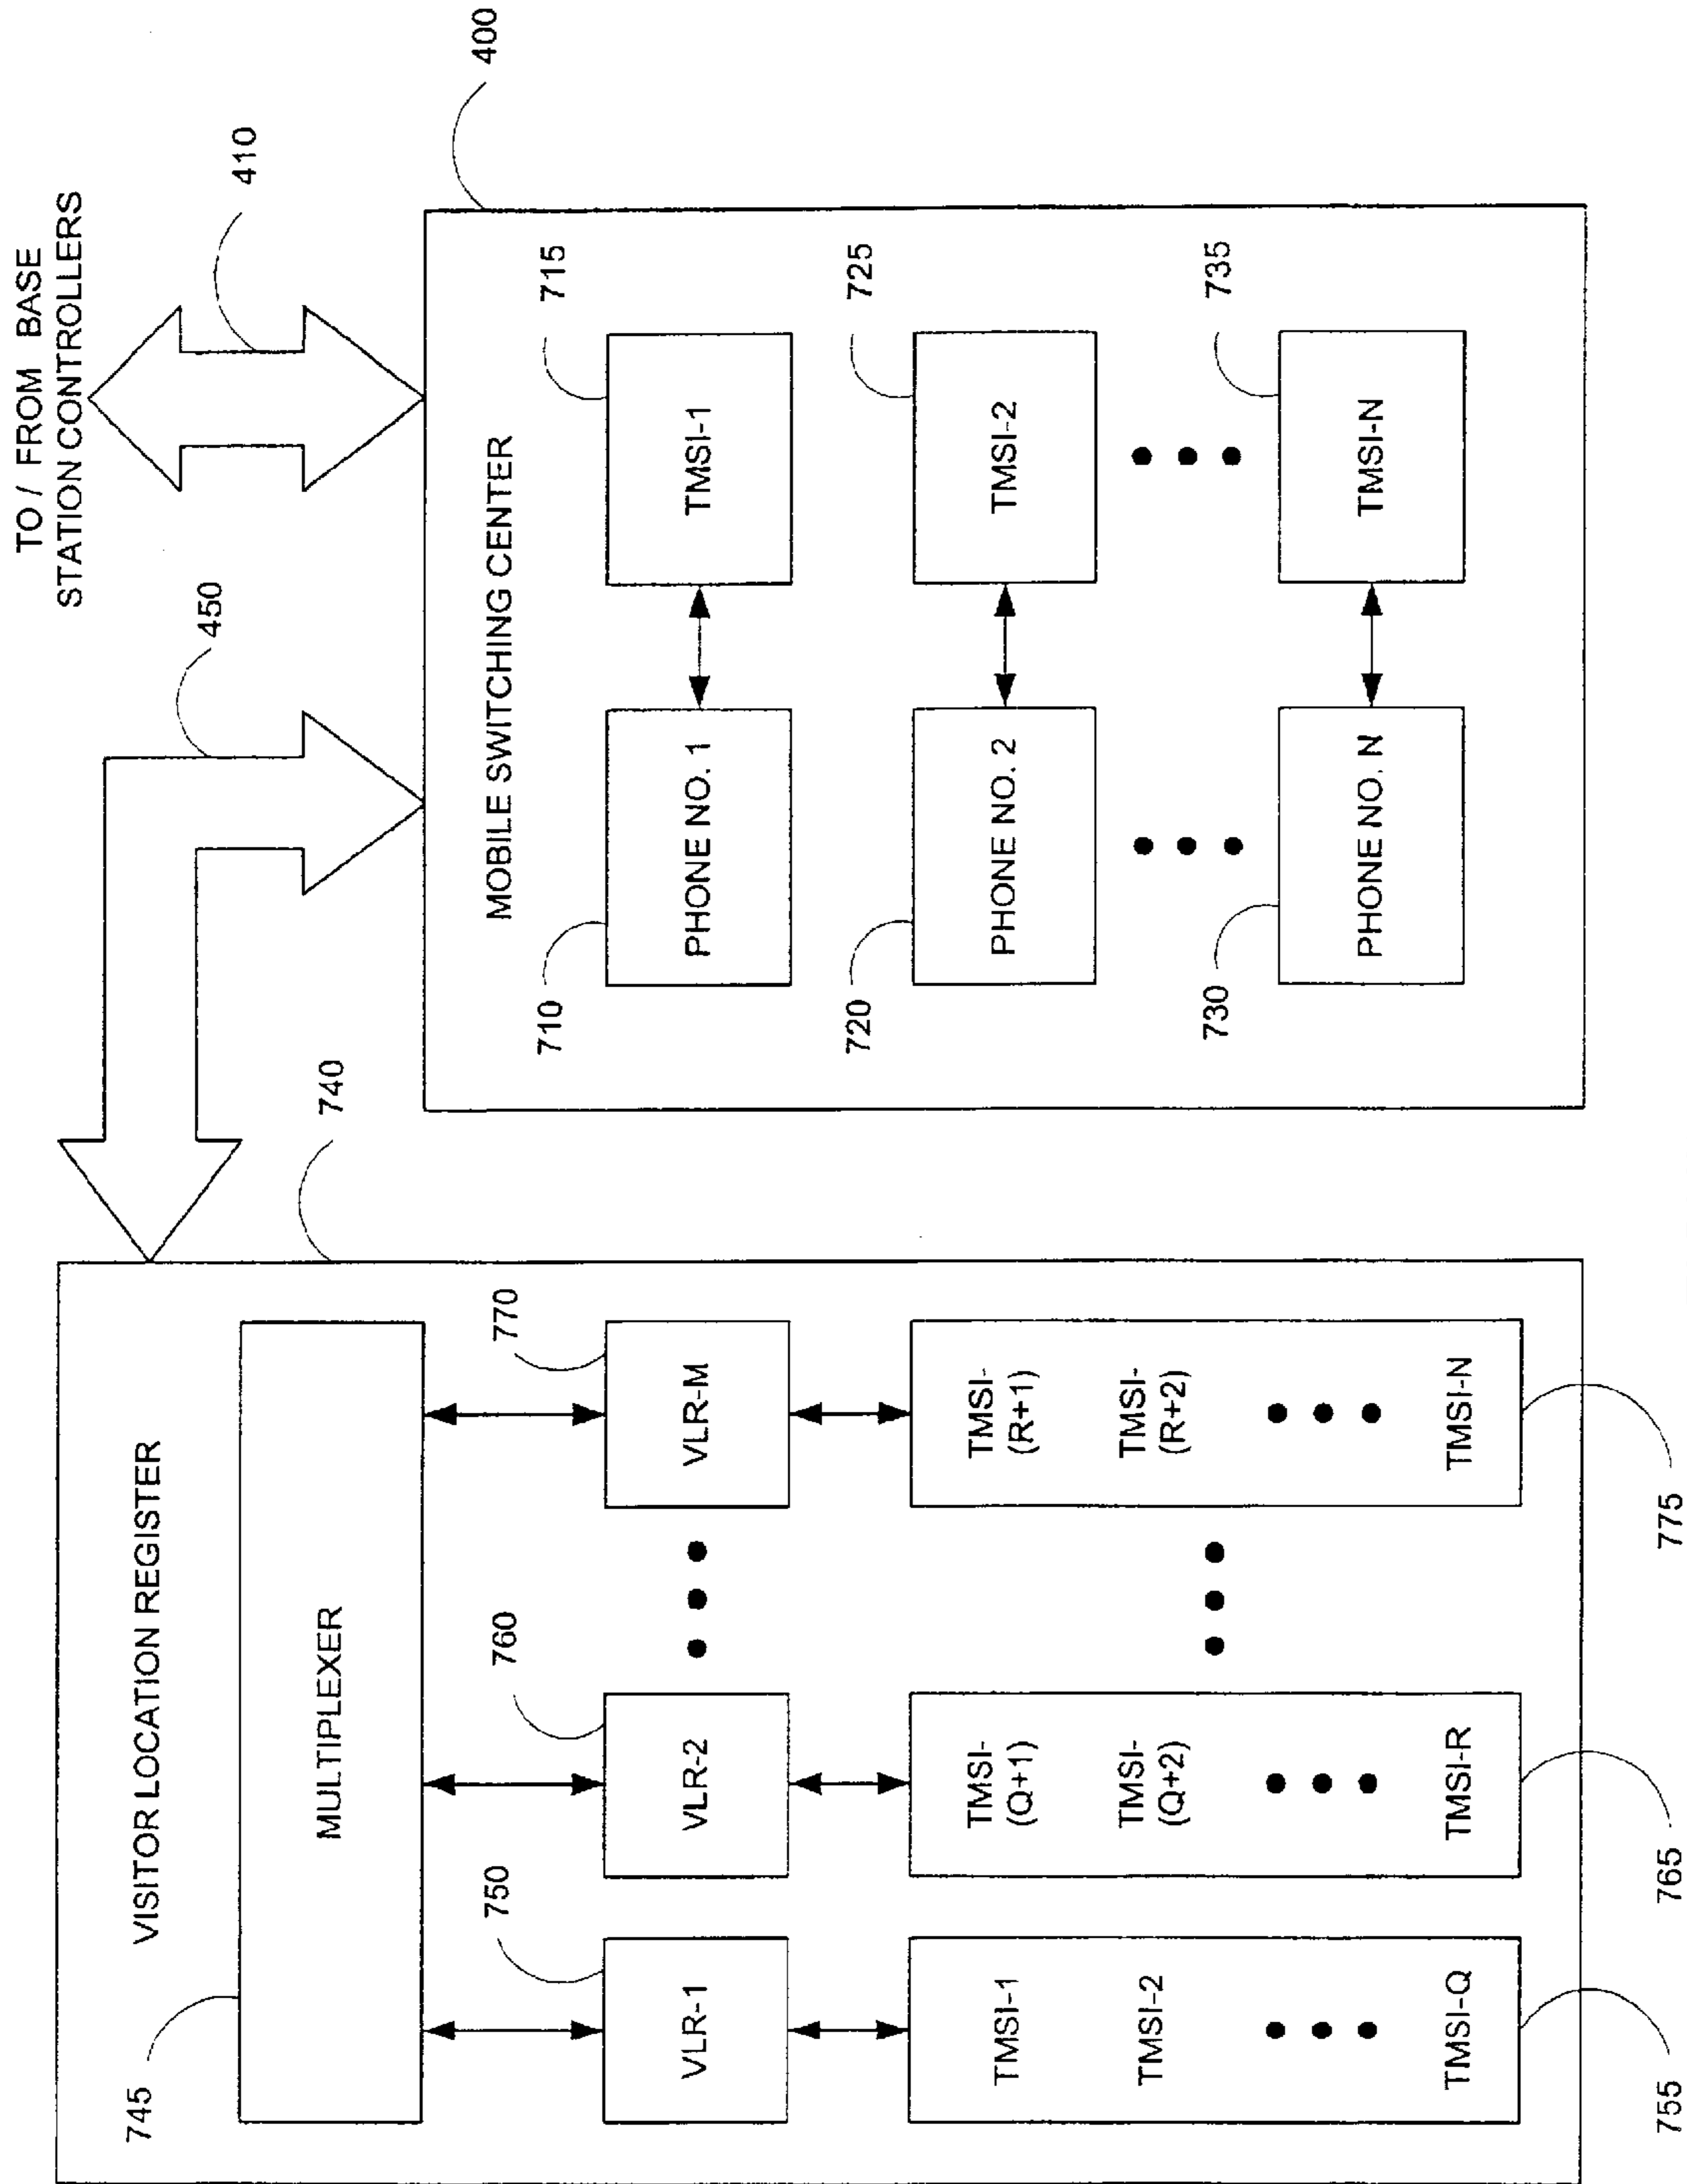 TO / FROM BASE
STATION CONTROLLERS
450
410
400
740
VISITOR LOCATION REGISTER
745
MULTIPLEXER
750
760
770
VLR-1
VLR-2
VLR-M
TMSI-1
TMSI-2
TMSI-Q
TMSI-
(Q+1)
TMSI-
(Q+2)
TMSI-R
TMSI-
(R+1)
TMSI-
(R+2)
TMSI-N
755
765
775
MOBILE SWITCHING CENTER
710
PHONE NO. 1
715
TMSI-1
720
PHONE NO. 2
725
TMSI-2
730
PHONE NO. N
735
TMSI-N